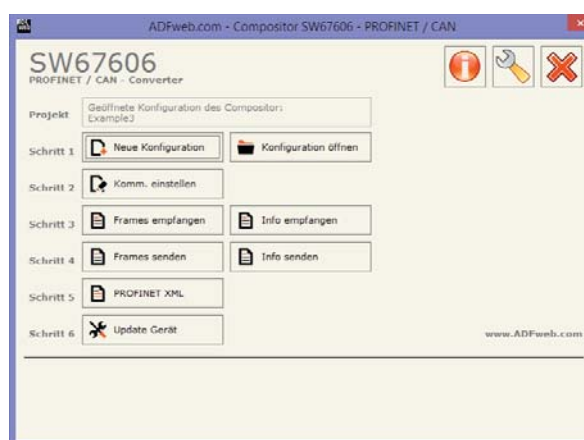 ADFweb.com - Compositor SW67606 - PROFINET / CAN
SW67606
PROFINET / CAN - Converter
Projekt
Geöffnete Konfiguration des Compositor:
Example3
Schritt 1 Neue Konfiguration Konfiguration öffnen
Schritt 2 Komm. einstellen
Schritt 3 Frames empfangen Info empfangen
Schritt 4 Frames senden Info senden
Schritt 5 PROFINET XML
Schritt 6 Update Gerät
www.ADFweb.com